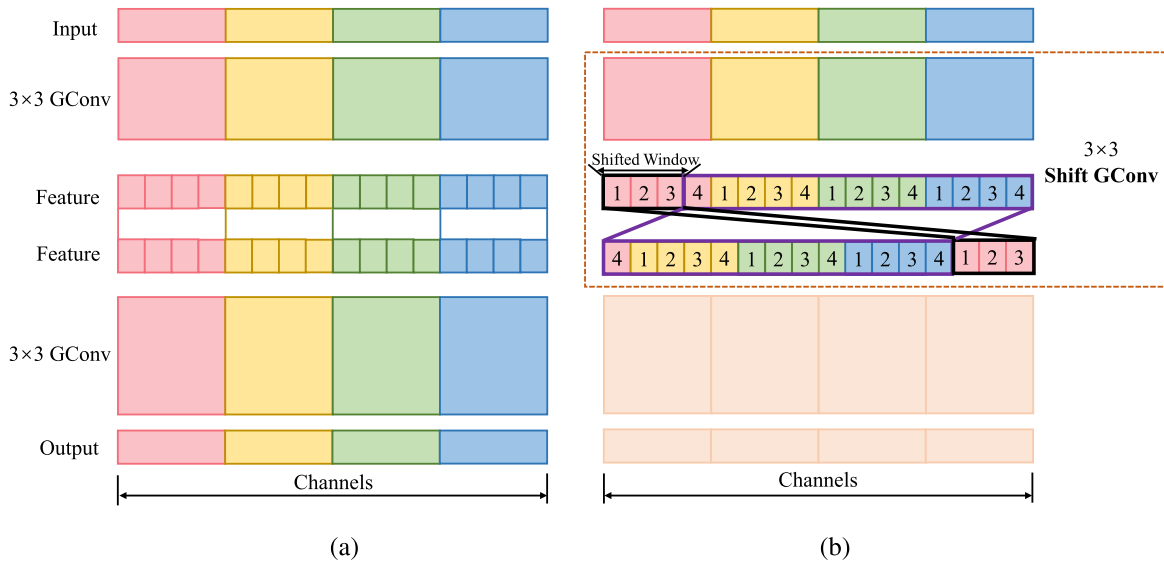 Input
3×3 GConv
Feature
Feature
3×3 GConv
Output
Channels
(a)
Shifted Window
1 2 3 4 1 2 3 4 1 2 3 4 1 2 3 4
4 1 2 3 4 1 2 3 4 1 2 3 4 1 2 3
3×3
Shift GConv
Channels
(b)